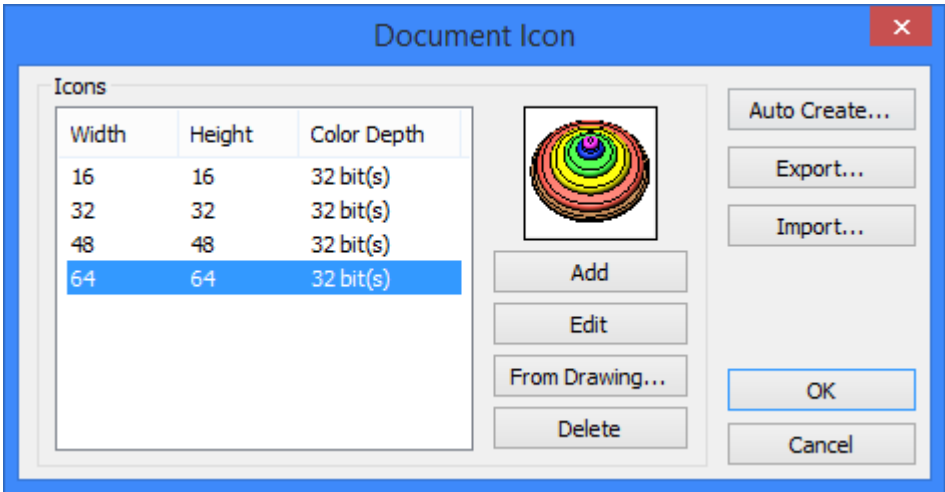 Document Icon
Icons
Width Height Color Depth
16 16 32 bit(s)
32 32 32 bit(s)
48 48 32 bit(s)
64 64 32 bit(s)
Add
Edit
From Drawing...
Delete
Auto Create...
Export...
Import...
OK
Cancel